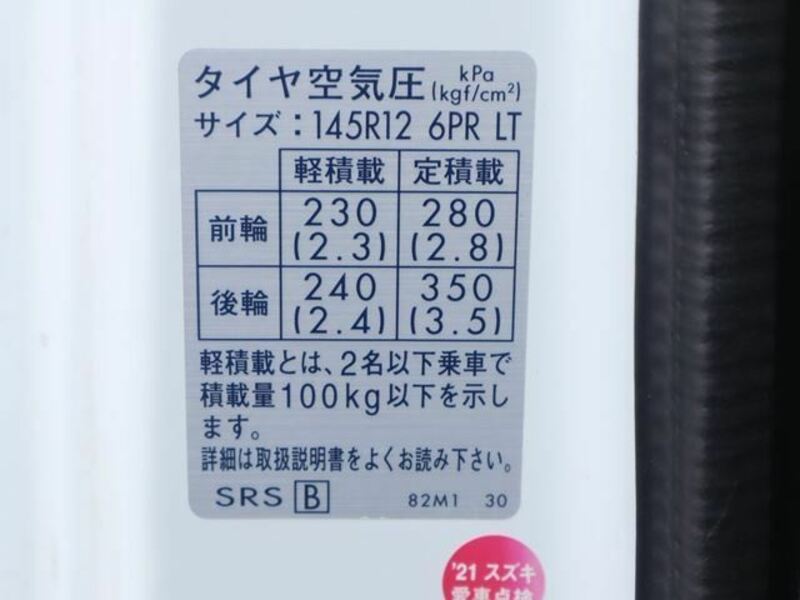 タイヤ空気圧 kPa (kgf/cm²)
サイズ：145R12 6PR LT
軽積載 定積載
前輪 230 (2.3) 280 (2.8)
後輪 240 (2.4) 350 (3.5)
軽積載とは、2名以下乗車で
積載量100kg以下を示し
ます。
詳細は取扱説明書をよくお読み下さい。
SRS B 82M1 30
'21 スズキ
愛車点検